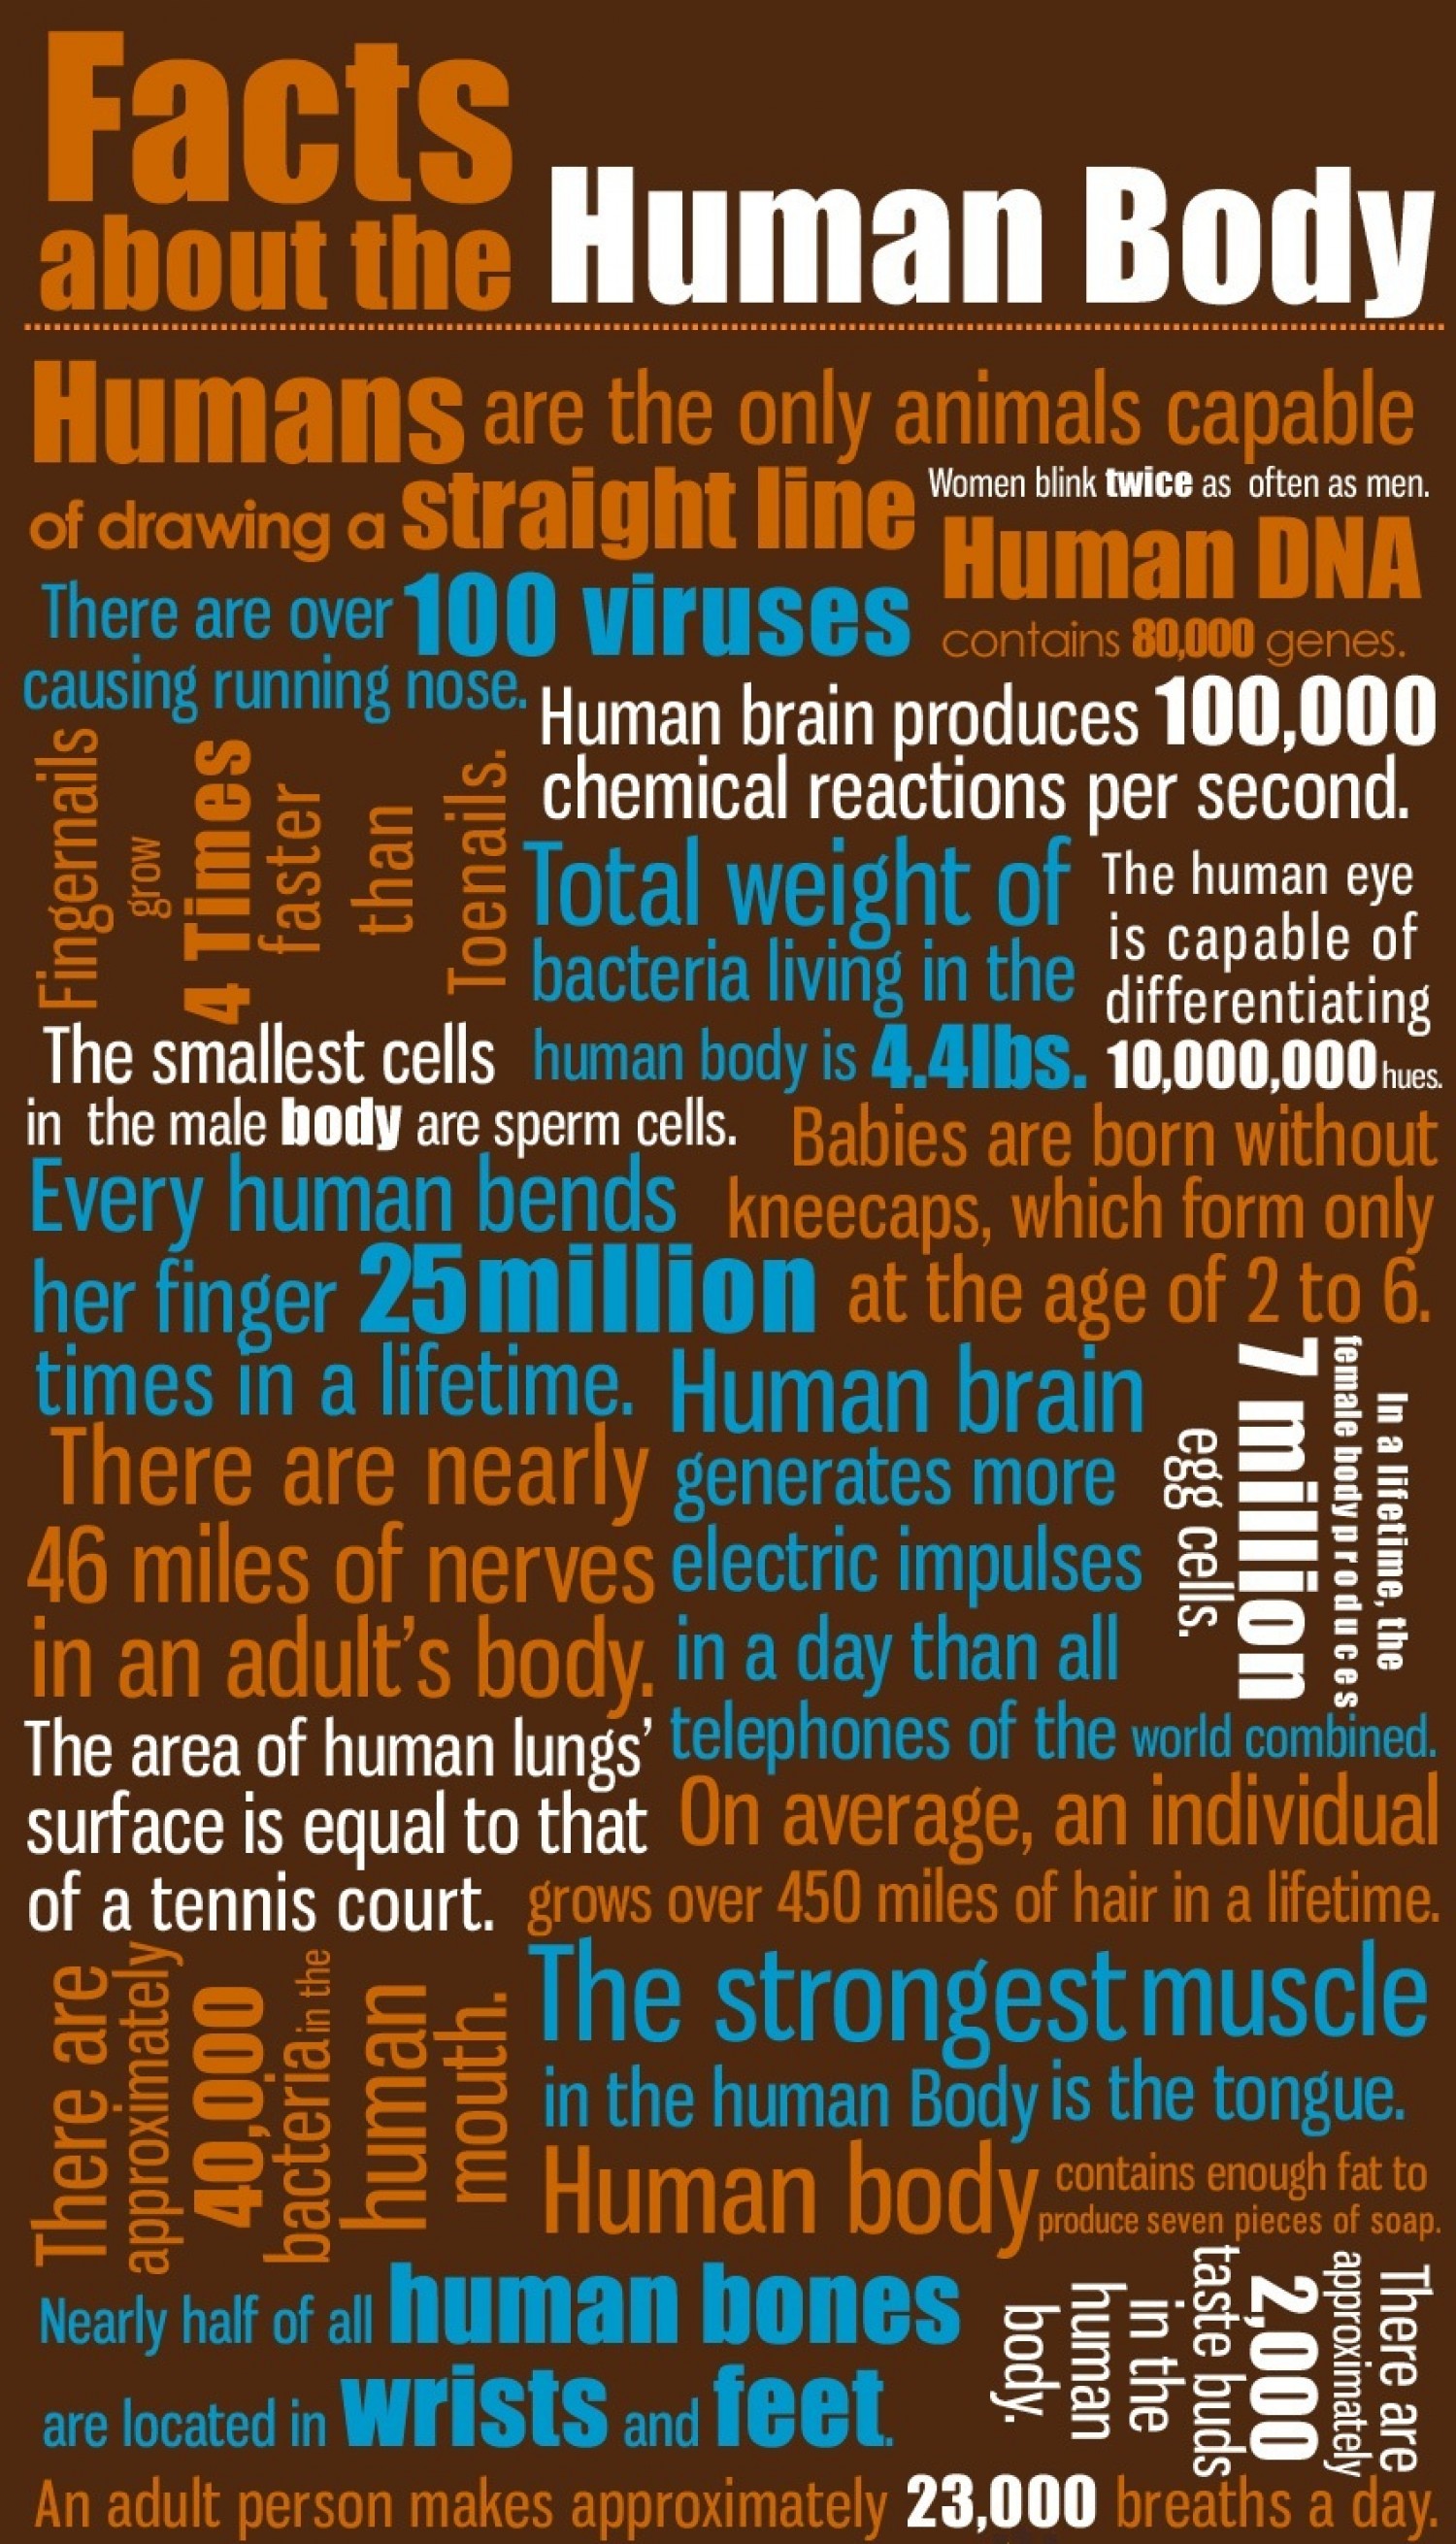 Facts
about the
Human Body
Humans are the only animals capable
of drawing a straight line
Women blink twice as often as men.
Human DNA
contains 80,000 genes.
There are over 100 viruses
causing running nose.
Human brain produces 100,000
chemical reactions per second.
Fingernails
grow
4 Times
faster
than
Toenails.
Total weight of
bacteria living in the
human body is 4.4lbs.
The human eye
is capable of
differentiating
10,000,000 hues.
The smallest cells
in the male body are sperm cells.
Babies are born without
kneecaps, which form only
at the age of 2 to 6.
Every human bends
her finger 25 million
times in a lifetime.
Human brain
generates more
electric impulses
in a day than all
telephones of the world combined.
In a lifetime, the
female body produces
7 million
egg cells.
There are nearly
46 miles of nerves
in an adult's body.
The area of human lungs'
surface is equal to that
of a tennis court.
On average, an individual
grows over 450 miles of hair in a lifetime.
There are
approximately
40,000
bacteria in the
human
mouth.
The strongest muscle
in the human Body is the tongue.
Human body contains enough fat to
produce seven pieces of soap.
Nearly half of all human bones
are located in wrists and feet.
There are
approximately
2,000
taste buds
in the
human
body.
An adult person makes approximately 23,000 breaths a day.